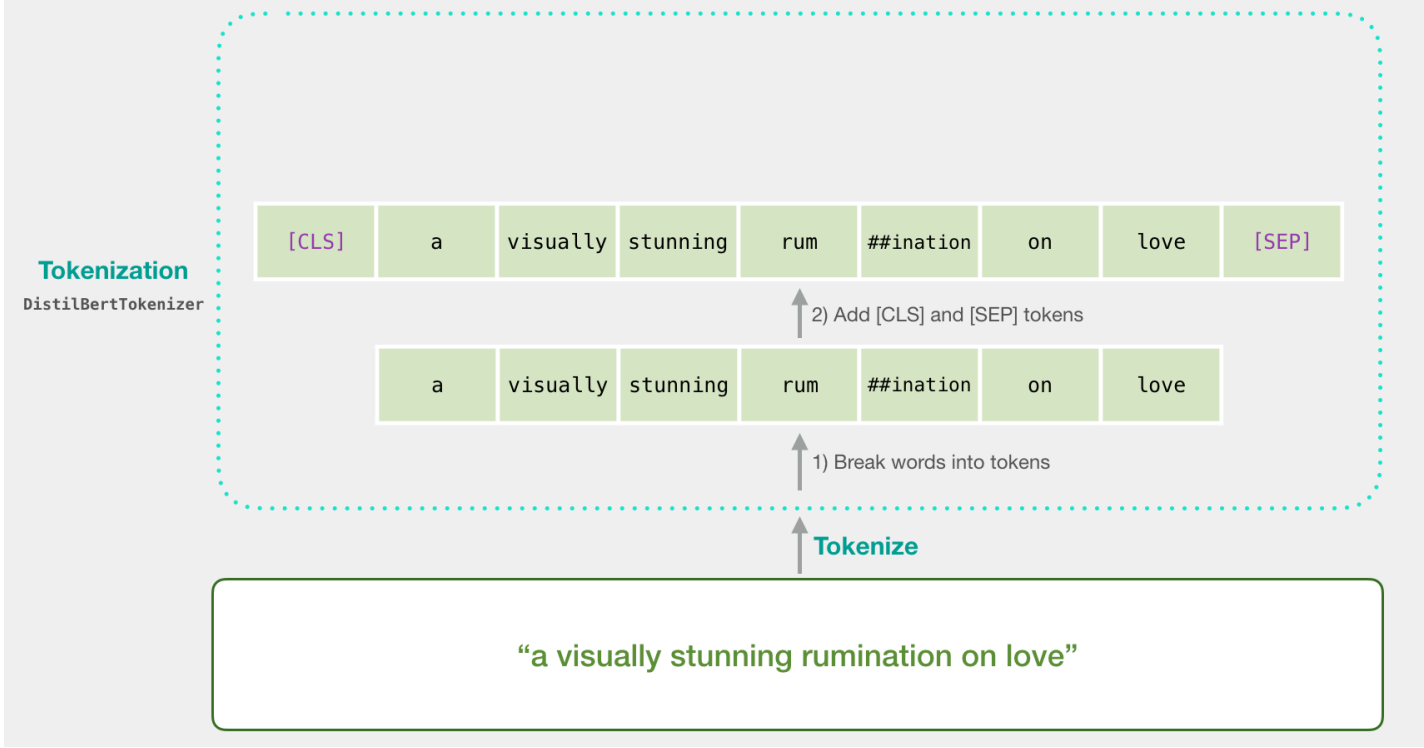 [CLS] a visually stunning rum ##ination on love [SEP]
Tokenization
DistilBertTokenizer
2) Add [CLS] and [SEP] tokens
a visually stunning rum ##ination on love
1) Break words into tokens
Tokenize
“a visually stunning rumination on love”